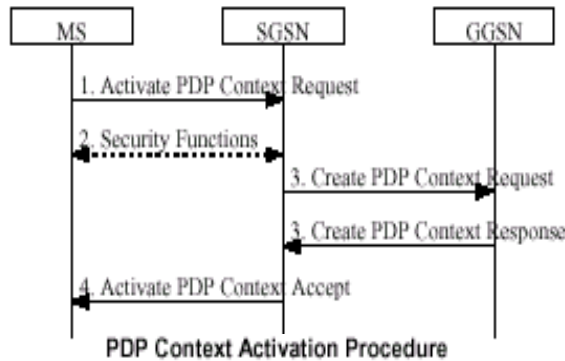 MS SGSN GGSN
1. Activate PDP Context Request
2. Security Functions
3. Create PDP Context Request
3. Create PDP Context Response
4. Activate PDP Context Accept
PDP Context Activation Procedure